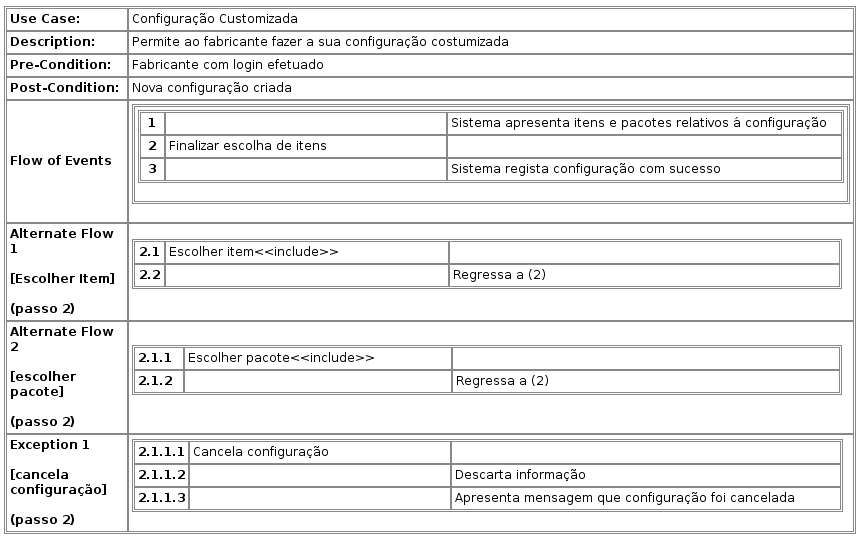 Use Case: Configuração Customizada
Description: Permite ao fabricante fazer a sua configuração costumizada
Pre-Condition: Fabricante com login efetuado
Post-Condition: Nova configuração criada
Flow of Events
1 Sistema apresenta itens e pacotes relativos á configuração
2 Finalizar escolha de itens
3 Sistema regista configuração com sucesso
Alternate Flow
1
[Escolher Item]
(passo 2)
2.1 Escolher item<<include>>
2.2 Regressa a (2)
Alternate Flow
2
[escolher
pacote]
(passo 2)
2.1.1 Escolher pacote<<include>>
2.1.2 Regressa a (2)
Exception 1
[cancela
configuração]
(passo 2)
2.1.1.1 Cancela configuração
2.1.1.2 Descarta informação
2.1.1.3 Apresenta mensagem que configuração foi cancelada